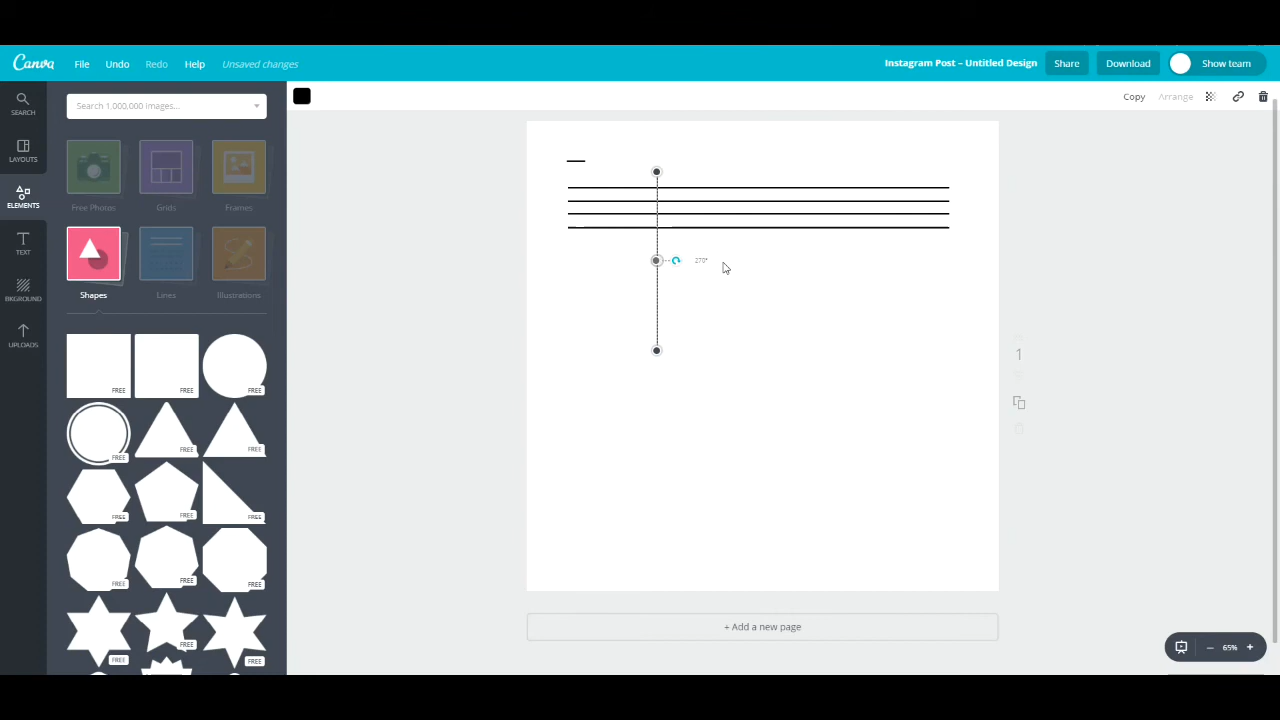 Canva File Undo Redo Help Unsaved changes Instagram Post – Untitled Design Share Download Show team
SEARCH
LAYOUTS
ELEMENTS
TEXT
BKGROUND
UPLOADS
Search 1,000,000 images...
Copy Arrange
Free Photos Grids Frames
Shapes Lines Illustrations
FREE FREE FREE
FREE FREE FREE
FREE FREE FREE
FREE FREE FREE
FREE FREE FREE
270°
1
+ Add a new page
65%